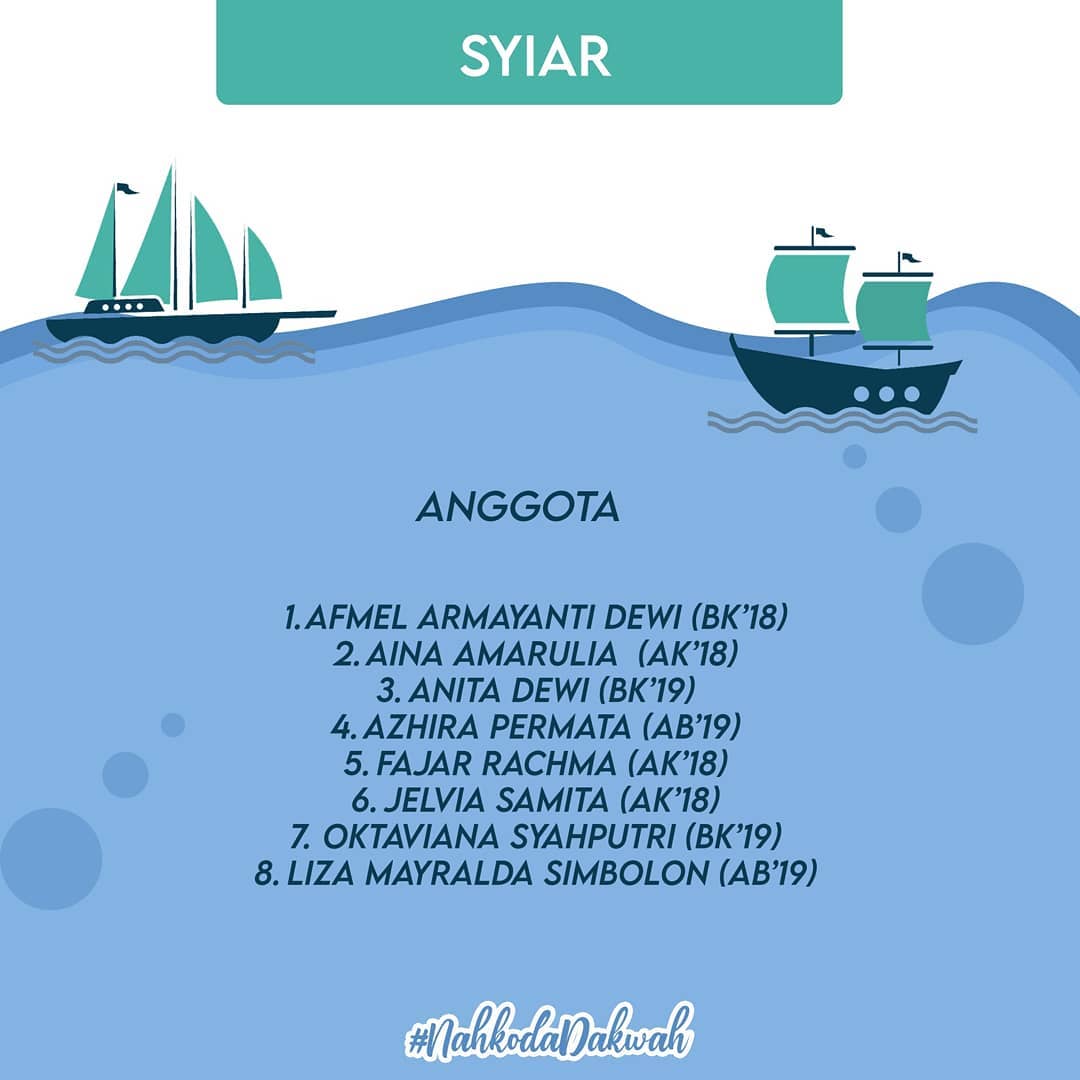 SYIAR
ANGGOTA
1. AFMEL ARMAYANTI DEWI (BK'18)
2. AINA AMARULIA (AK'18)
3. ANITA DEWI (BK'19)
4. AZHIRA PERMATA (AB'19)
5. FAJAR RACHMA (AK'18)
6. JELVIA SAMITA (AK'18)
7. OKTAVIANA SYAHPUTRI (BK'19)
8. LIZA MAYRALDA SIMBOLON (AB'19)
#NahkodaDakwah